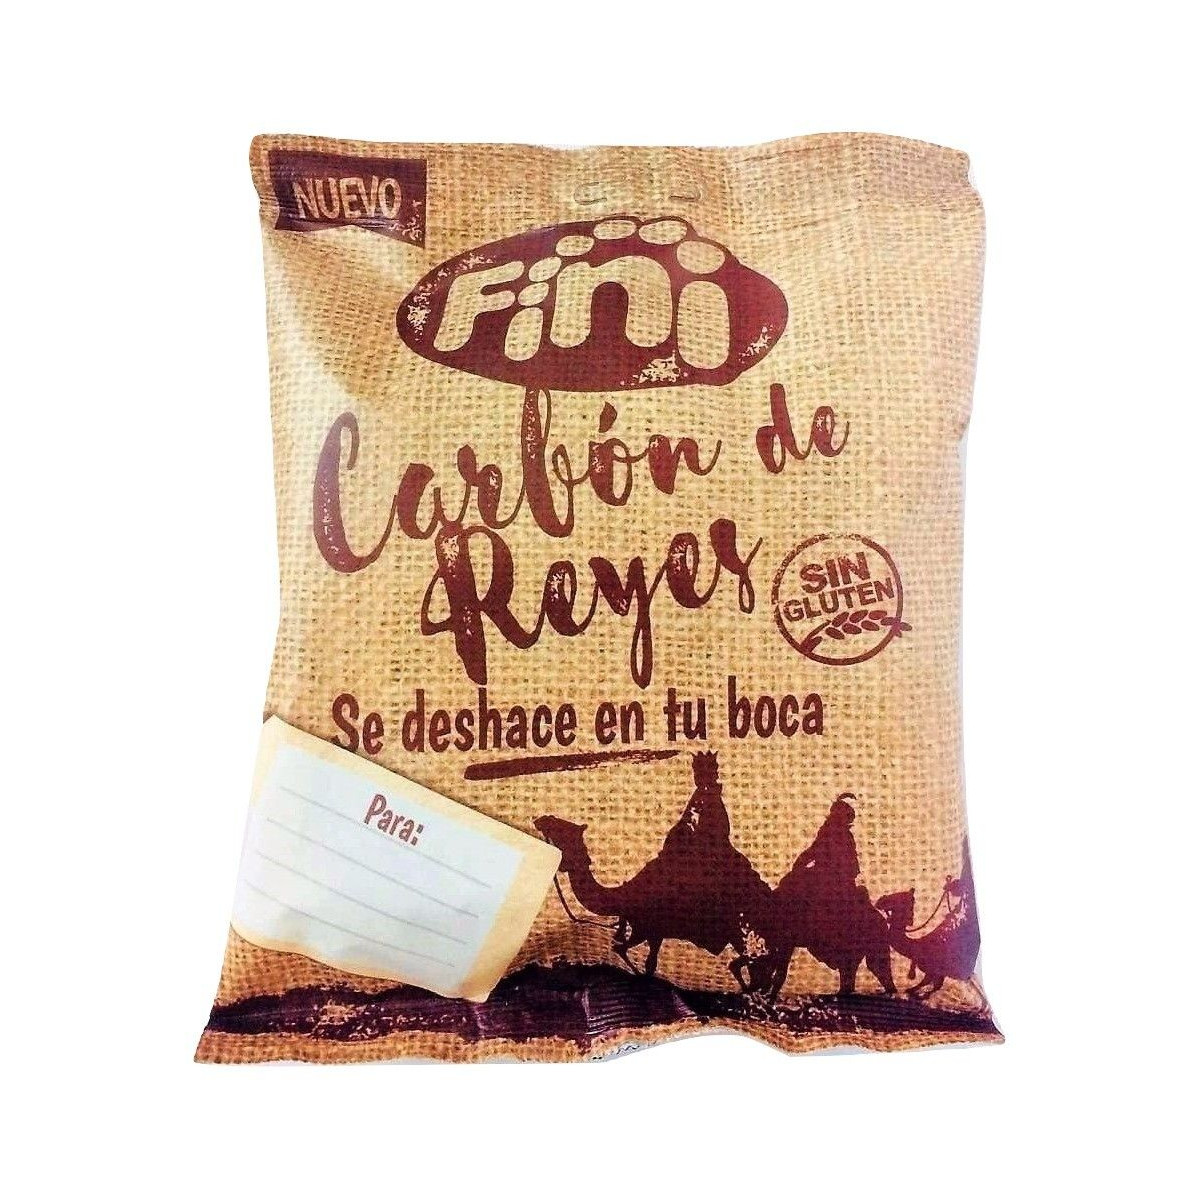 NUEVO
Fini
Carbón de
Reyes
SIN
GLUTEN
Se deshace en tu boca
Para: